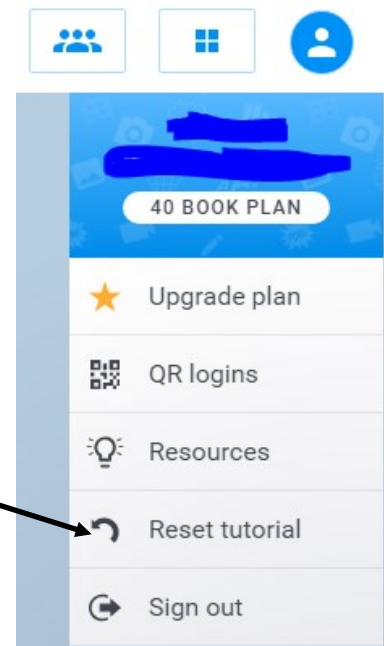 40 BOOK PLAN
Upgrade plan
QR logins
Resources
Reset tutorial
Sign out